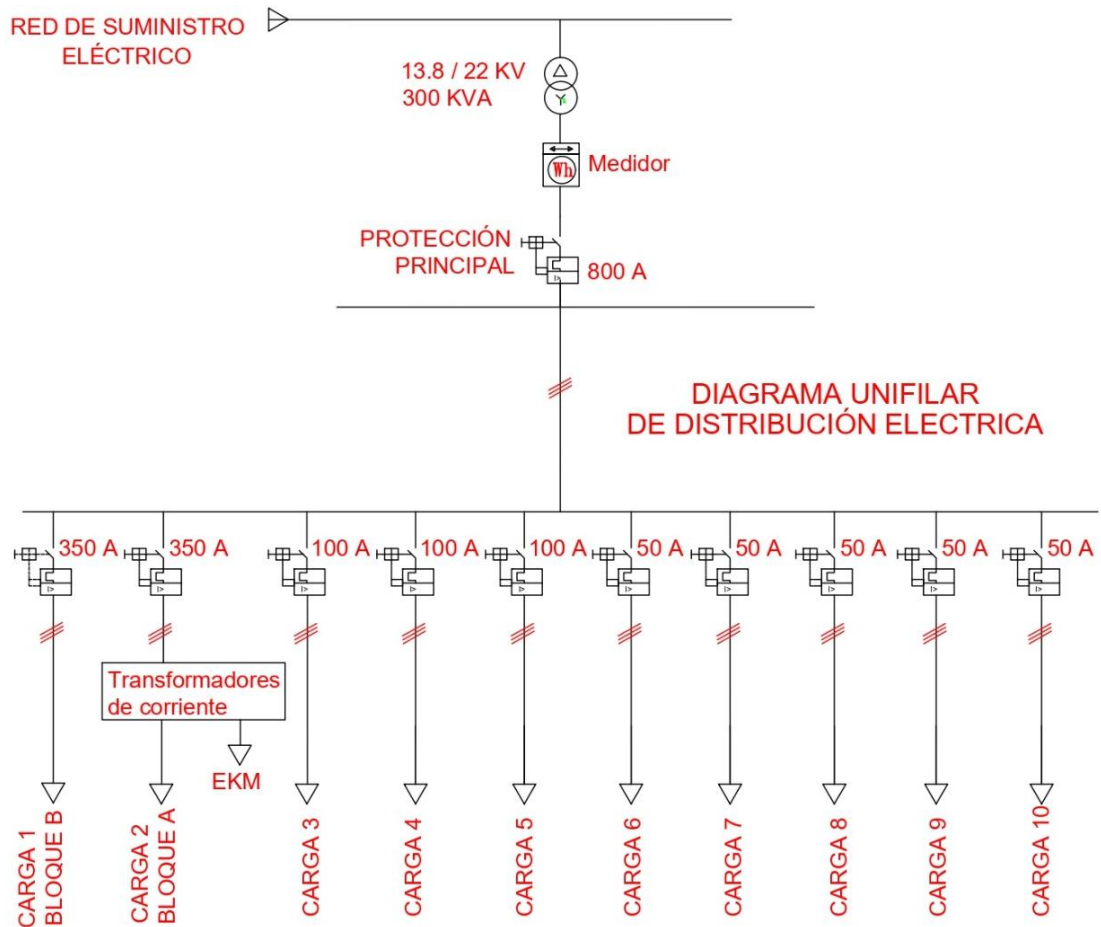 RED DE SUMINISTRO
ELÉCTRICO
13.8 / 22 KV
300 KVA
Wh
Medidor
PROTECCIÓN
PRINCIPAL
800 A
DIAGRAMA UNIFILAR
DE DISTRIBUCIÓN ELECTRICA
350 A
350 A
100 A
100 A
100 A
50 A
50 A
50 A
50 A
50 A
Transformadores
de corriente
EKM
CARGA 1
BLOQUE B
CARGA 2
BLOQUE A
CARGA 3
CARGA 4
CARGA 5
CARGA 6
CARGA 7
CARGA 8
CARGA 9
CARGA 10